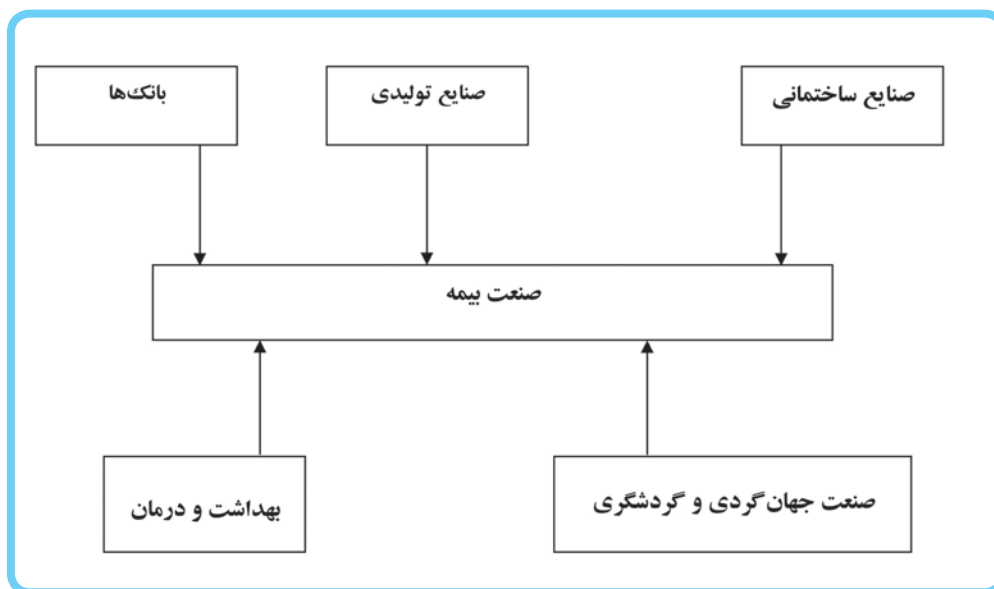 صنایع ساختمانی
صنایع تولیدی
بانک‌ها
صنعت بیمه
صنعت جهان‌گردی و گردشگری
بهداشت و درمان